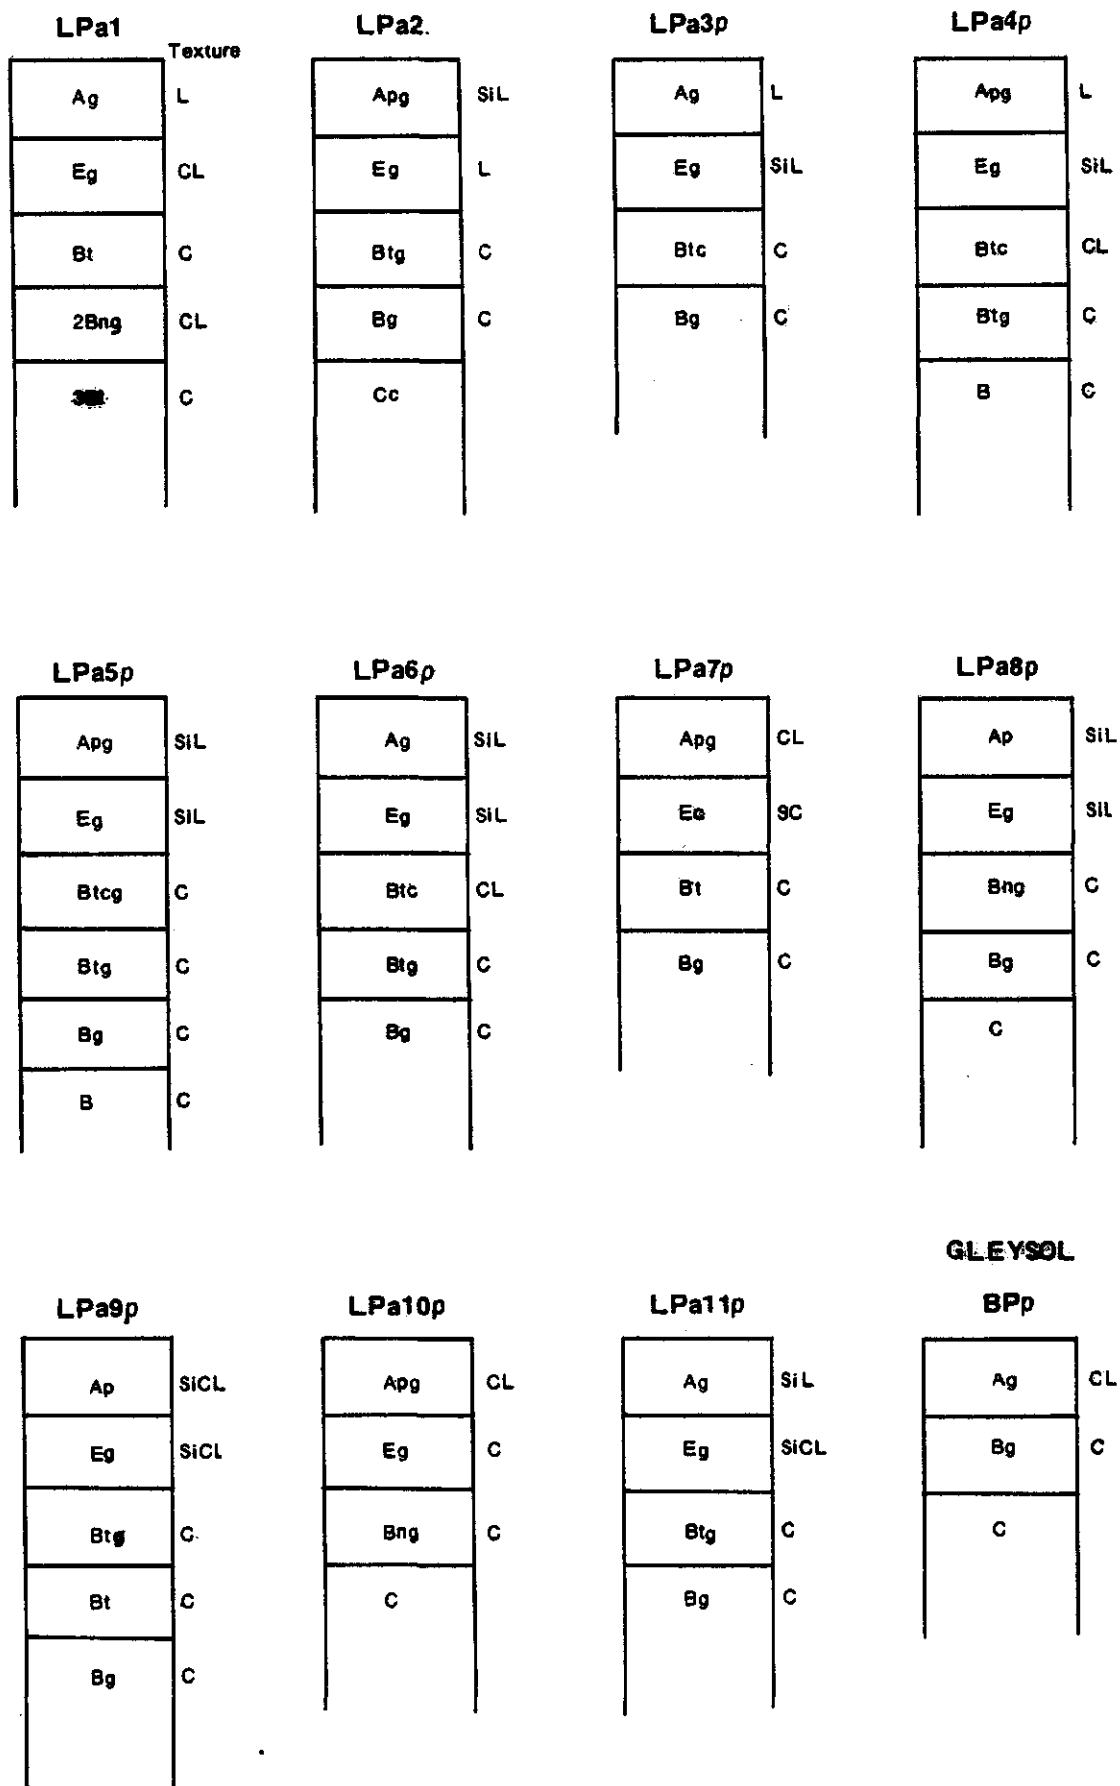 LPa1 LPa2. LPa3p LPa4p
Texture
Ag L Apg SiL Ag L Apg L
Eg CL Eg L Eg SiL Eg SiL
Bt C Btg C Btc C Btc CL
2Bng CL Bg C Bg C Btg C
C Cc B C
LPa5p LPa6p LPa7p LPa8p
Apg SiL Ag SiL Apg CL Ap SiL
Eg SiL Eg SiL SiL
Eg
Btcg C Btc CL Bt C Bng C
Btg C Btg C Bg C Bg C
Bg C Bg C C
B C
GLEYSOL
LPa9p LPa10p LPa11p BPp
Ap SiCL Apg CL Ag SiL Ag CL
Eg SiCL Eg C Eg SiCL Bg C
Btg C Bng C Btg C C
Bt C C Bg C
Bg C